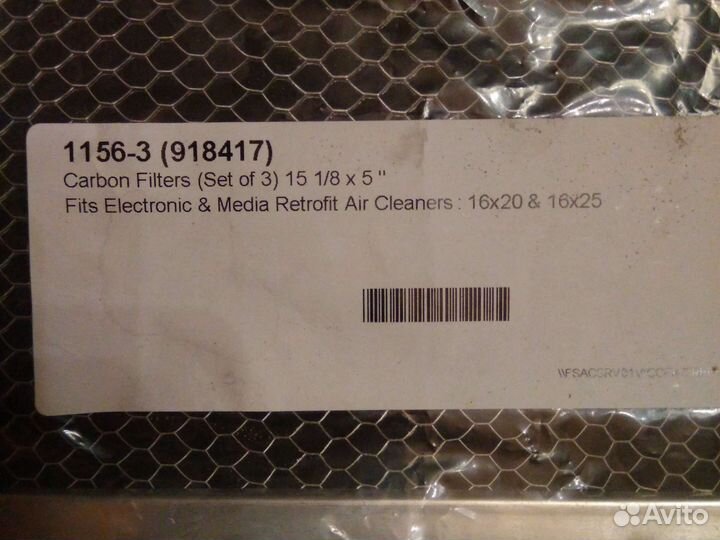 1156-3 (918417)
Carbon Filters (Set of 3) 15 1/8 x 5 "
Fits Electronic & Media Retrofit Air Cleaners : 16x20 & 16x25
Avito